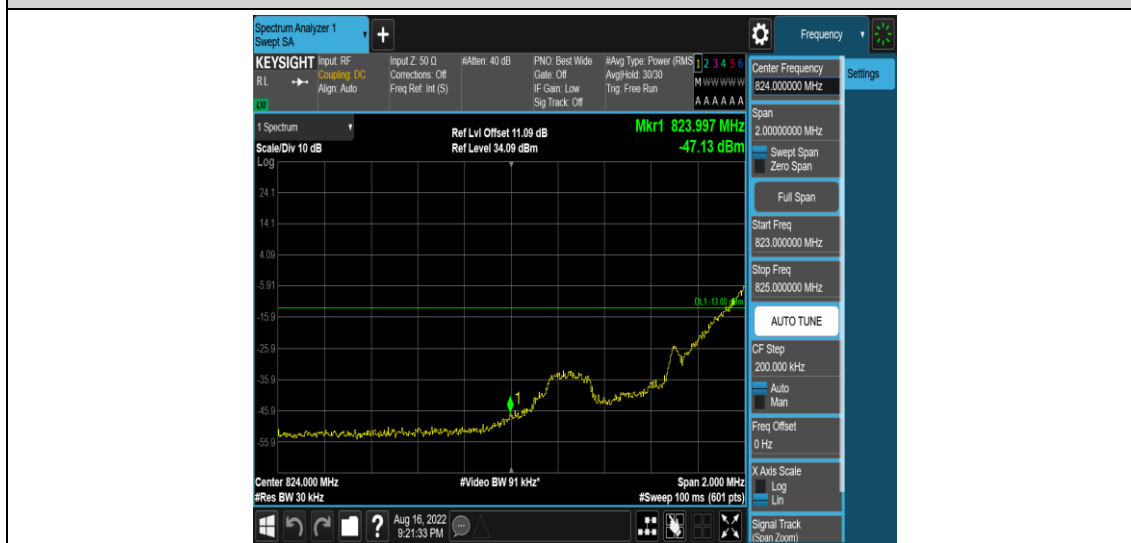 Spectrum Analyzer 1
Swept SA
+
Frequency
KEYSIGHT
RL
LXI
Input: RF
Coupling: DC
Align: Auto
Input Z: 50 Ω
Corrections: Off
Freq Ref: Int (S)
#Atten: 40 dB
PNO: Best Wide
Gate: Off
IF Gain: Low
Sig Track: Off
#Avg Type: Power (RMS
Avg|Hold: 30/30
Trig: Free Run
1 2 3 4 5 6
M W W W W W
A A A A A A
1 Spectrum
Scale/Div 10 dB
Log
Ref Lvl Offset 11.09 dB
Ref Level 34.09 dBm
Mkr1 823.997 MHz
-47.13 dBm
24.1
14.1
4.09
-5.91
-15.9
-25.9
-35.9
-45.9
-55.9
DL1 -13.00 dBm
1
Center 824.000 MHz
#Res BW 30 kHz
#Video BW 91 kHz*
Span 2.000 MHz
#Sweep 100 ms (601 pts)
?
Aug 16, 2022
9:21:33 PM
Center Frequency
824.000000 MHz
Settings
Span
2.00000000 MHz
Swept Span
Zero Span
Full Span
Start Freq
823.000000 MHz
Stop Freq
825.000000 MHz
AUTO TUNE
CF Step
200.000 kHz
Auto
Man
Freq Offset
0 Hz
X Axis Scale
Log
Lin
Signal Track
(Span Zoom)